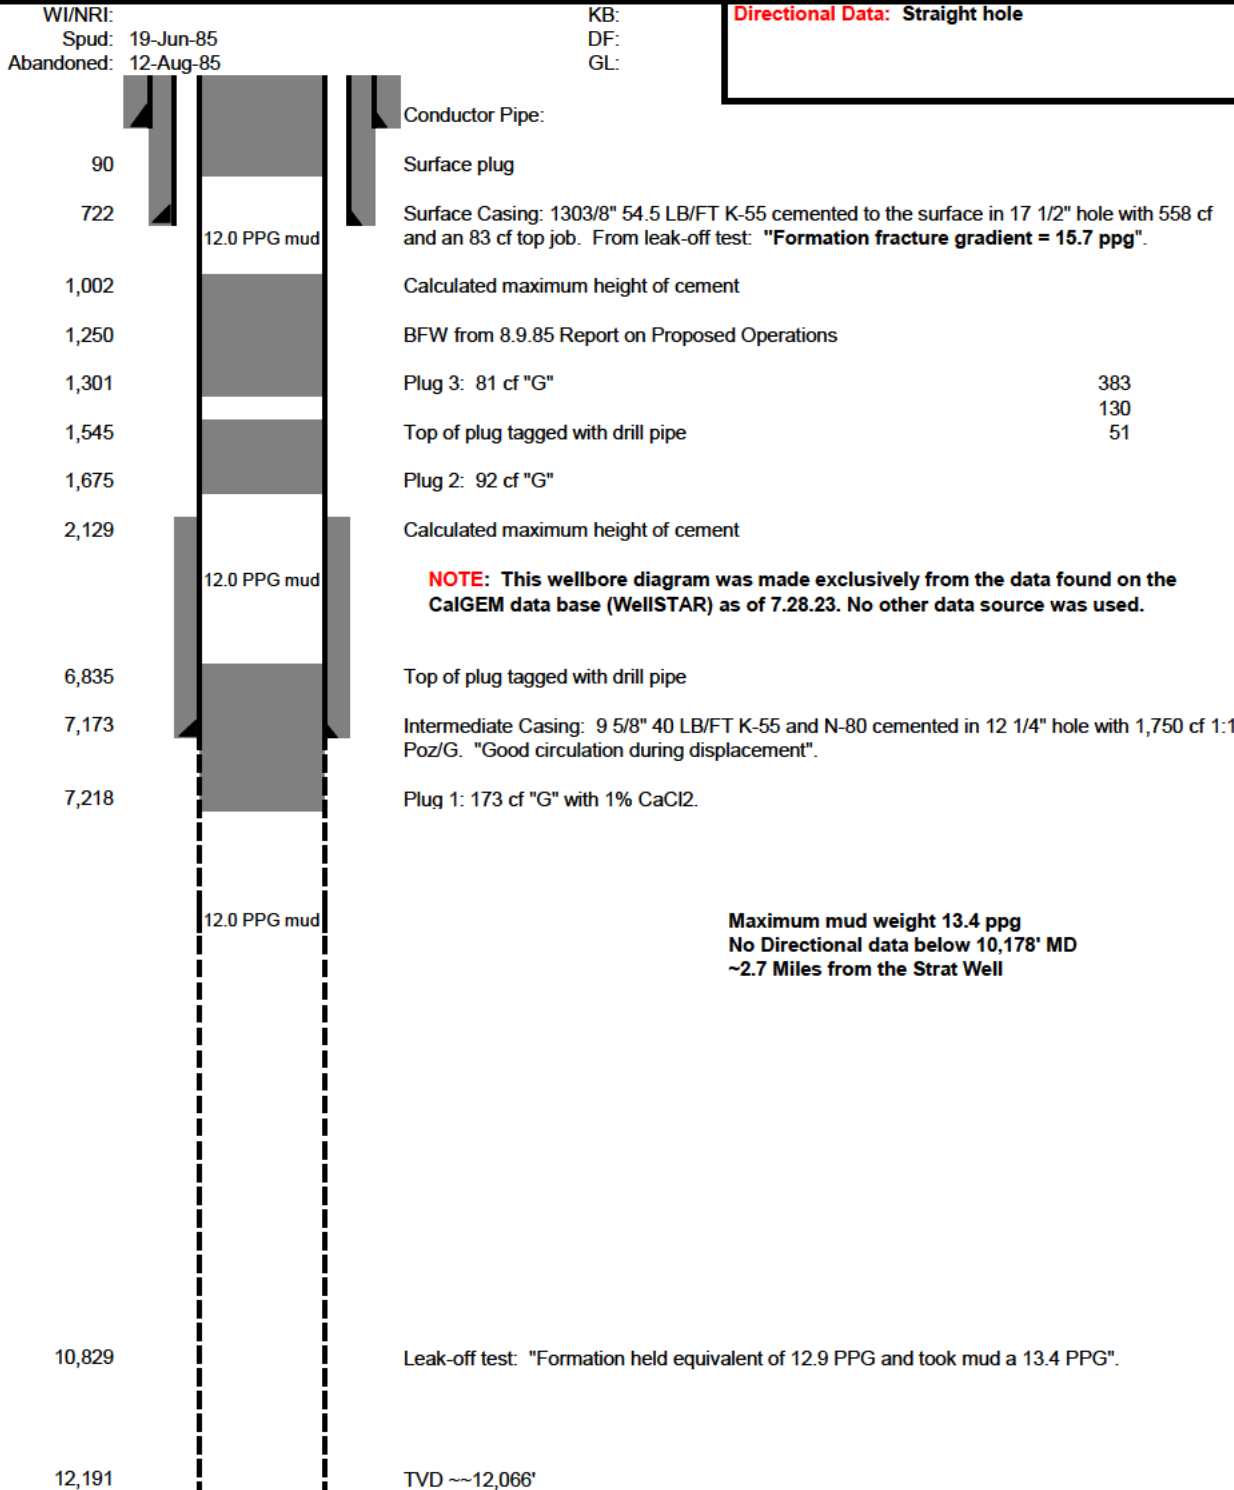 WI/NRI: KB: Directional Data: Straight hole
Spud: 19-Jun-85 DF:
Abandoned: 12-Aug-85 GL:
Conductor Pipe:
90 Surface plug
722 Surface Casing: 1303/8" 54.5 LB/FT K-55 cemented to the surface in 17 1/2" hole with 558 cf
12.0 PPG mud and an 83 cf top job. From leak-off test: "Formation fracture gradient = 15.7 ppg".
1,002 Calculated maximum height of cement
1,250 BFW from 8.9.85 Report on Proposed Operations
1,301 Plug 3: 81 cf "G" 383
130
1,545 Top of plug tagged with drill pipe 51
1,675 Plug 2: 92 cf "G"
2,129 Calculated maximum height of cement
12.0 PPG mud NOTE: This wellbore diagram was made exclusively from the data found on the
CalGEM data base (WellSTAR) as of 7.28.23. No other data source was used.
6,835 Top of plug tagged with drill pipe
7,173 Intermediate Casing: 9 5/8" 40 LB/FT K-55 and N-80 cemented in 12 1/4" hole with 1,750 cf 1:1
Poz/G. "Good circulation during displacement".
7,218 Plug 1: 173 cf "G" with 1% CaCl2.
12.0 PPG mud Maximum mud weight 13.4 ppg
No Directional data below 10,178' MD
~2.7 Miles from the Strat Well
10,829 Leak-off test: "Formation held equivalent of 12.9 PPG and took mud a 13.4 PPG".
12,191 TVD ~~12,066'